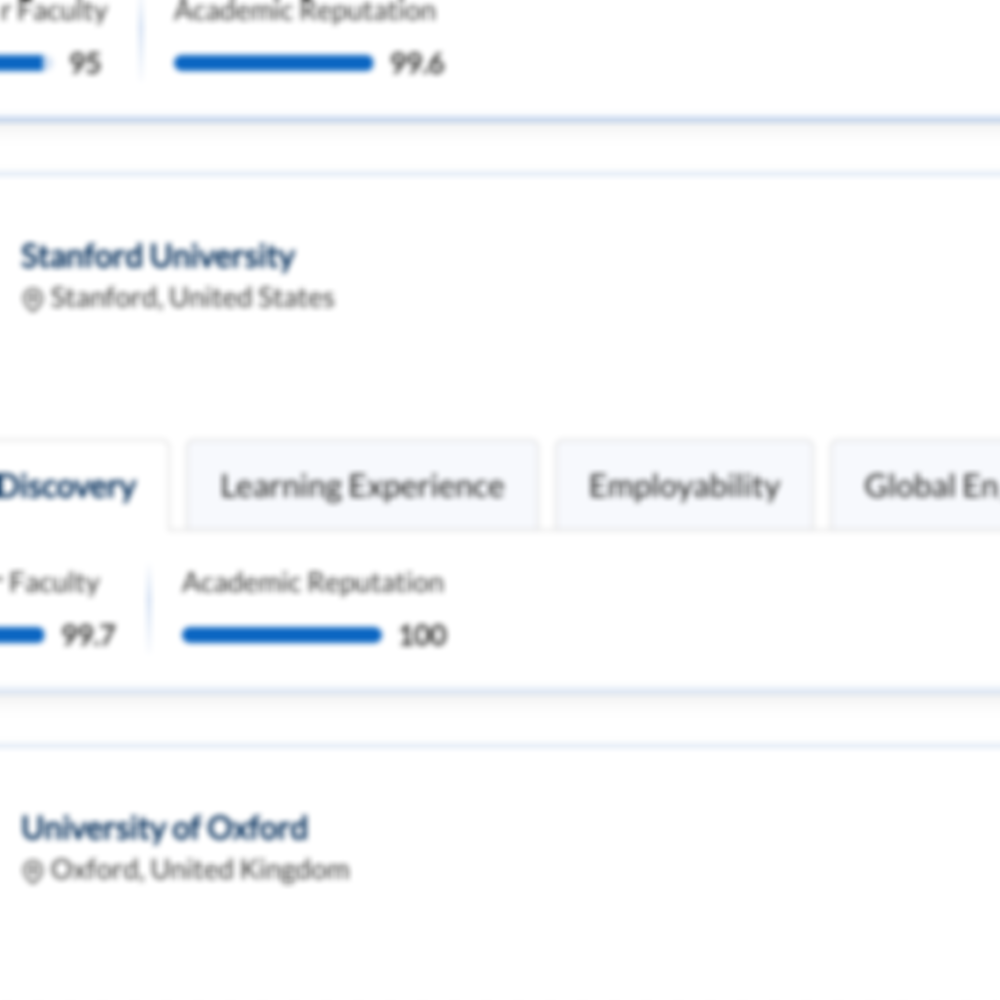 r Faculty Academic Reputation
95 99.6
Stanford University
Stanford, United States
Discovery Learning Experience Employability Global En
Faculty Academic Reputation
99.7 100
University of Oxford
Oxford, United Kingdom